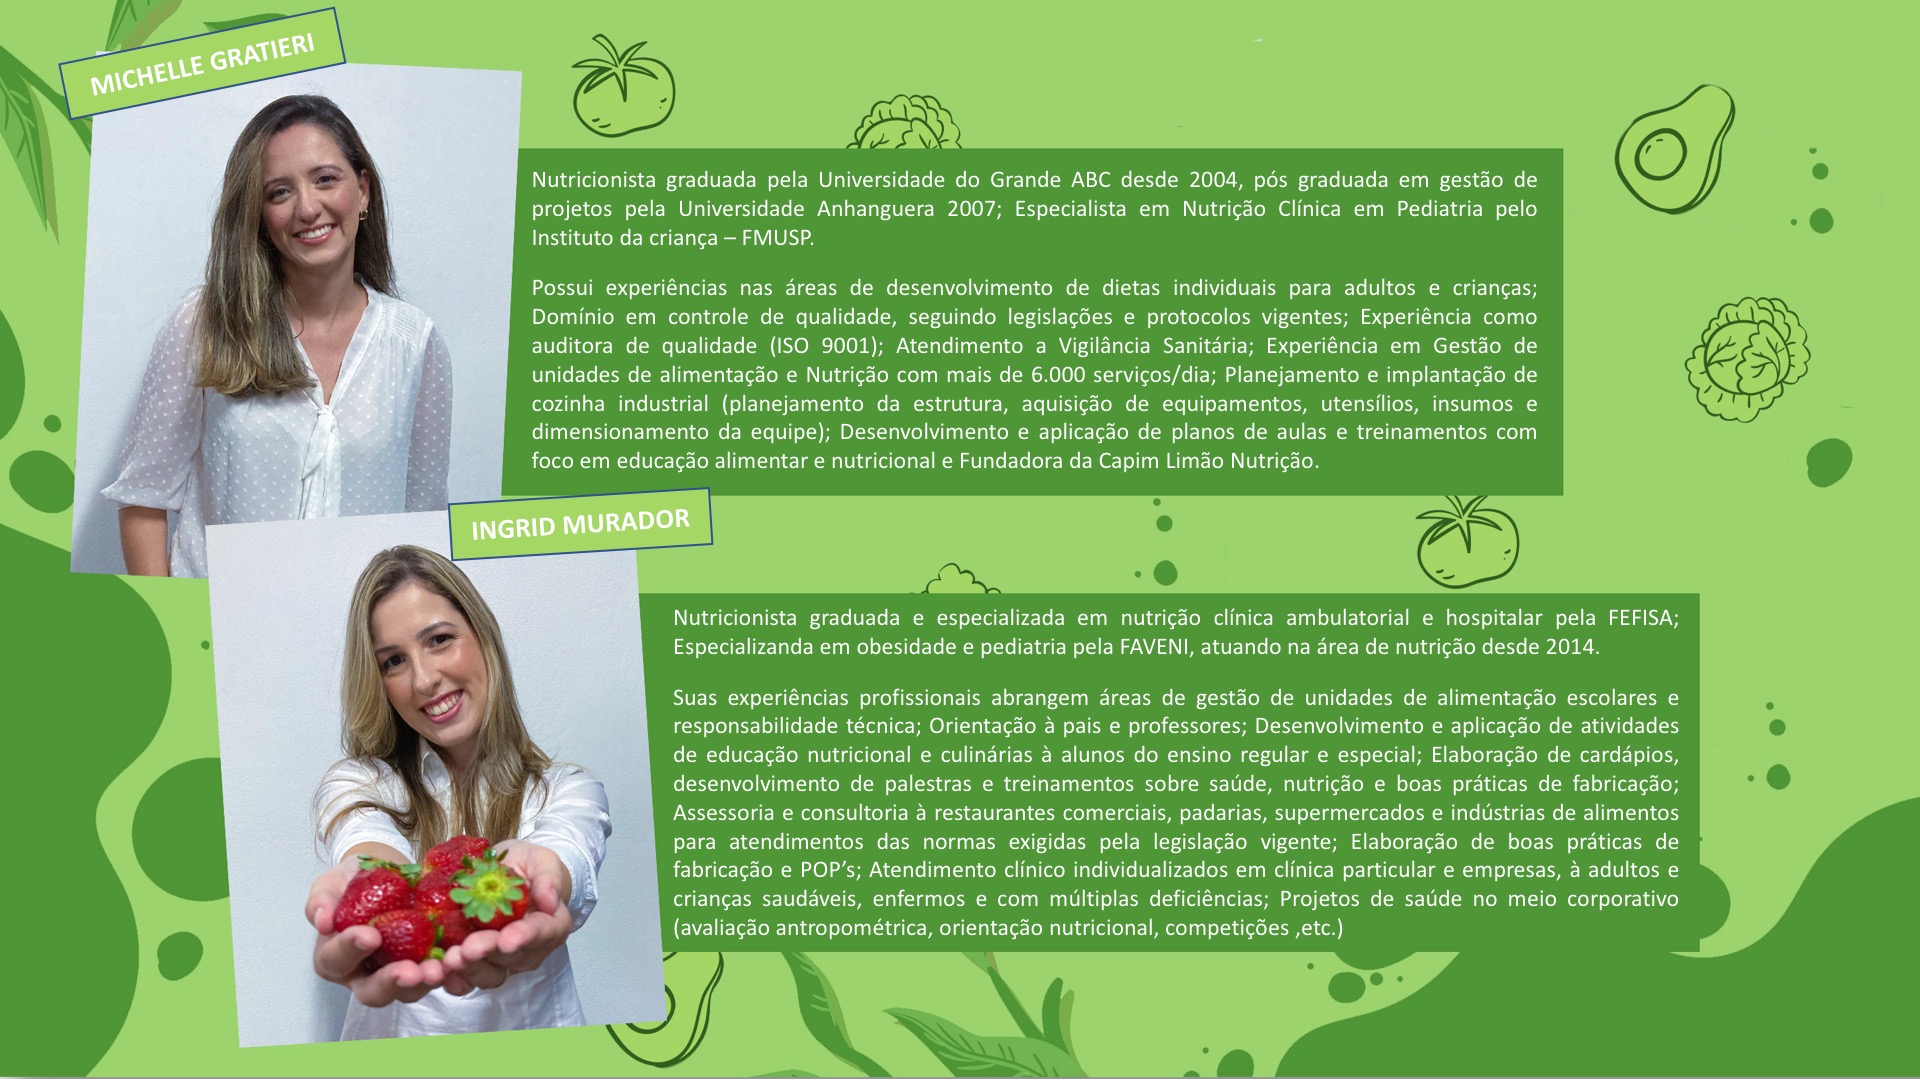 MICHELLE GRATIERI
Nutricionista graduada pela Universidade do Grande ABC desde 2004, pós graduada em gestão de
projetos pela Universidade Anhanguera 2007; Especialista em Nutrição Clínica em Pediatria pelo
Instituto da criança – FMUSP.
Possui experiências nas áreas de desenvolvimento de dietas individuais para adultos e crianças;
Domínio em controle de qualidade, seguindo legislações e protocolos vigentes; Experiência como
auditora de qualidade (ISO 9001); Atendimento a Vigilância Sanitária; Experiência em Gestão de
unidades de alimentação e Nutrição com mais de 6.000 serviços/dia; Planejamento e implantação de
cozinha industrial (planejamento da estrutura, aquisição de equipamentos, utensílios, insumos e
dimensionamento da equipe); Desenvolvimento e aplicação de planos de aulas e treinamentos com
foco em educação alimentar e nutricional e Fundadora da Capim Limão Nutrição.
INGRID MURADOR
Nutricionista graduada e especializada em nutrição clínica ambulatorial e hospitalar pela FEFISA;
Especializanda em obesidade e pediatria pela FAVENI, atuando na área de nutrição desde 2014.
Suas experiências profissionais abrangem áreas de gestão de unidades de alimentação escolares e
responsabilidade técnica; Orientação à pais e professores; Desenvolvimento e aplicação de atividades
de educação nutricional e culinárias à alunos do ensino regular e especial; Elaboração de cardápios,
desenvolvimento de palestras e treinamentos sobre saúde, nutrição e boas práticas de fabricação;
Assessoria e consultoria à restaurantes comerciais, padarias, supermercados e indústrias de alimentos
para atendimentos das normas exigidas pela legislação vigente; Elaboração de boas práticas de
fabricação e POP’s; Atendimento clínico individualizados em clínica particular e empresas, à adultos e
crianças saudáveis, enfermos e com múltiplas deficiências; Projetos de saúde no meio corporativo
(avaliação antropométrica, orientação nutricional, competições ,etc.)